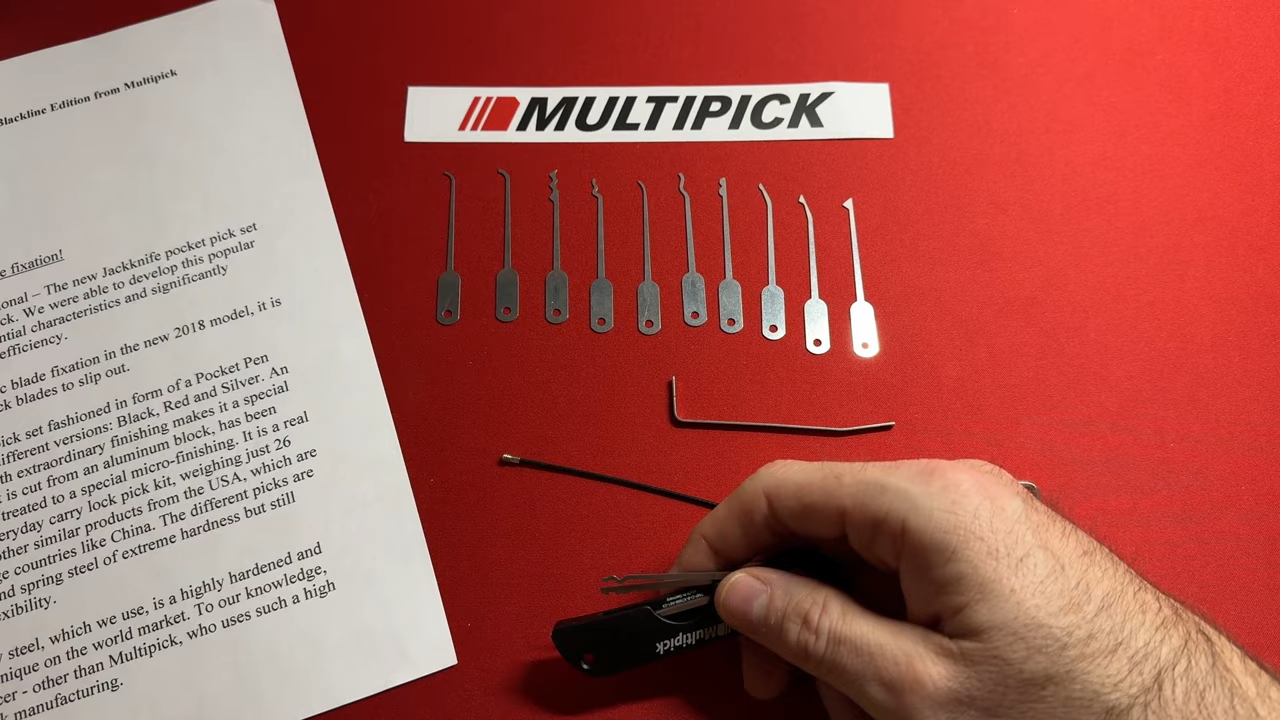 Blackline Edition from Multipick
MULTIPICK
e fixation!
onal – The new Jackknife pocket pick set
ck. We were able to develop this popular
ntial characteristics and significantly
efficiency.
c blade fixation in the new 2018 model, it is
ck blades to slip out.
ick set fashioned in form of a Pocket Pen
ifferent versions: Black, Red and Silver. An
th extraordinary finishing makes it a special
t is cut from an aluminum block, has been
treated to a special micro-finishing. It is a real
eryday carry lock pick kit, weighing just 26
other similar products from the USA, which are
ge countries like China. The different picks are
nd spring steel of extreme hardness but still
exibility.
y steel, which we use, is a highly hardened and
nique on the world market. To our knowledge,
cer - other than Multipick, who uses such a high
k manufacturing.
Multipick